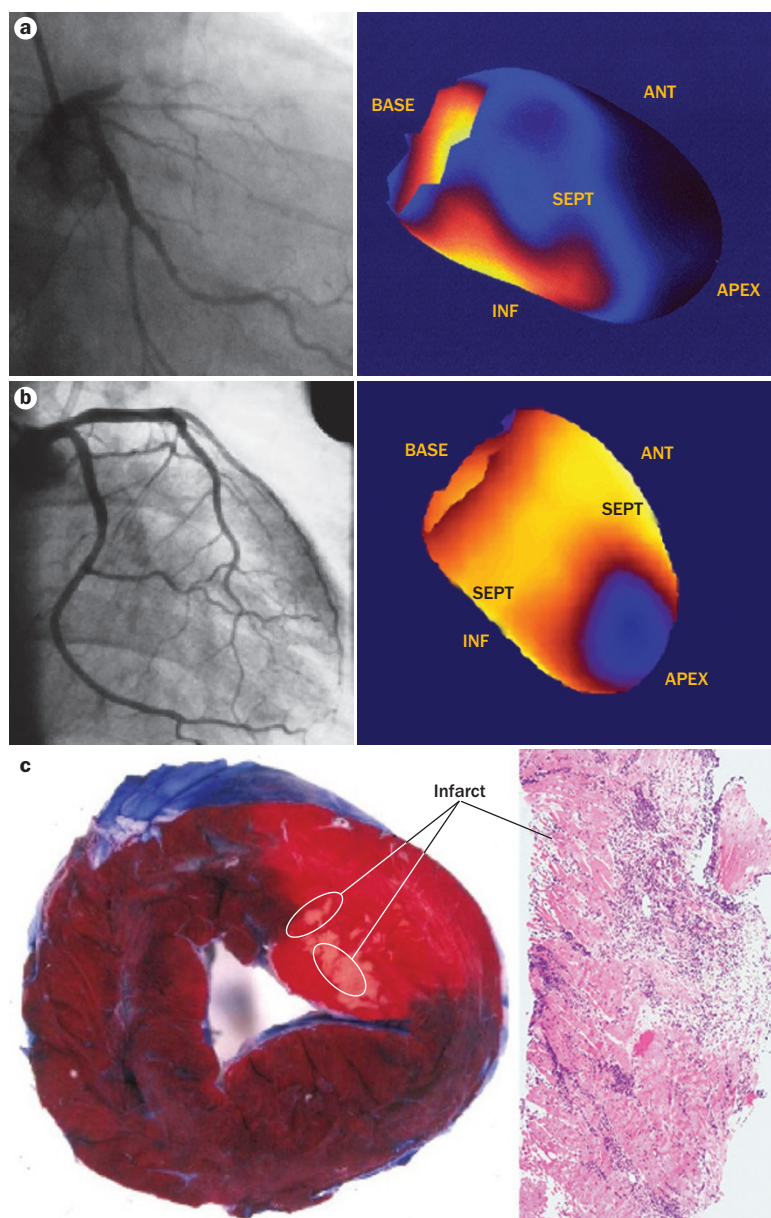 a
BASE
ANT
SEPT
APEX
INF
b
BASE
ANT
SEPT
SEPT
INF
APEX
c
Infarct